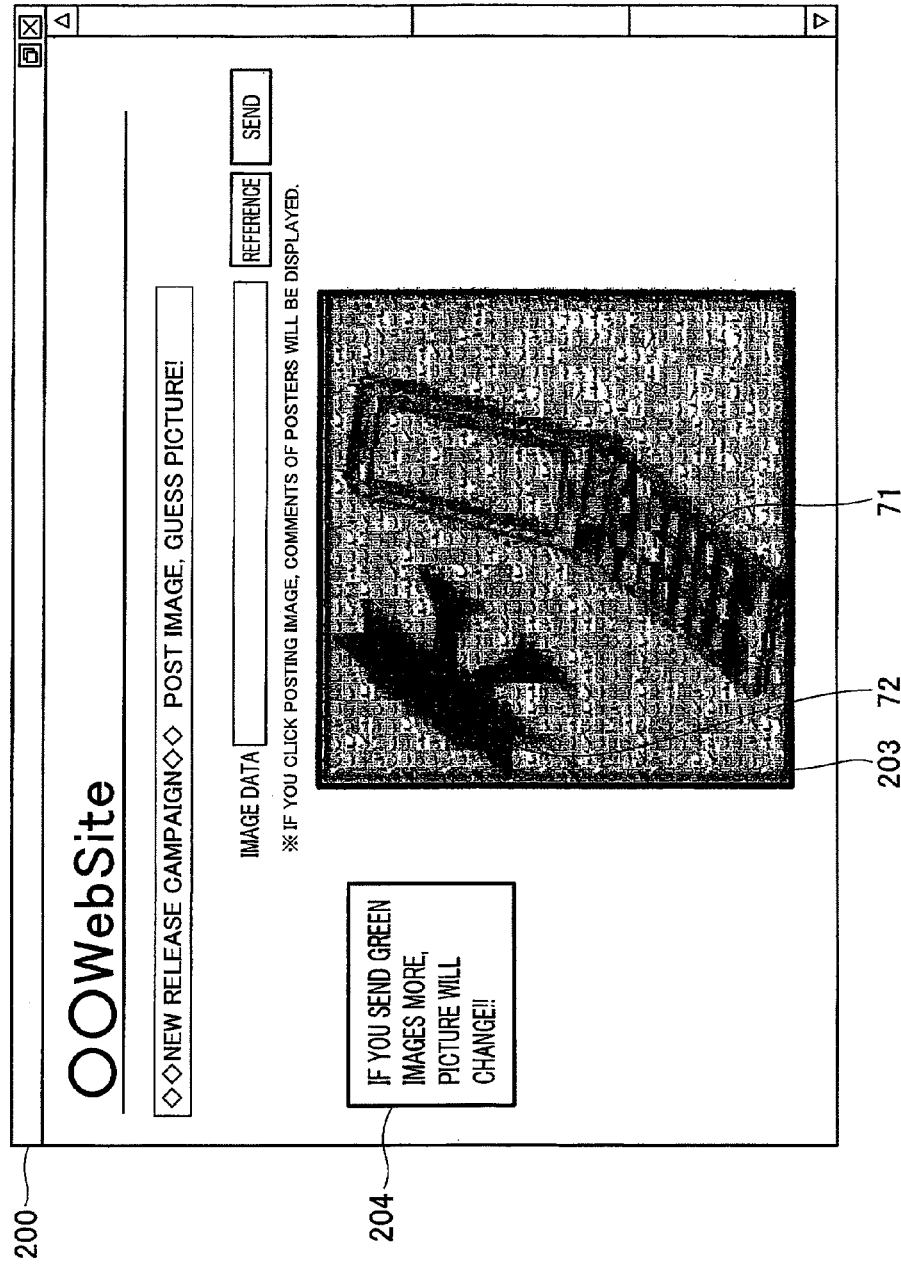 200
○○WebSite
◇◇NEW RELEASE CAMPAIGN◇◇ POST IMAGE, GUESS PICTURE!
IMAGE DATA REFERENCE SEND
※ IF YOU CLICK POSTING IMAGE, COMMENTS OF POSTERS WILL BE DISPLAYED.
204
IF YOU SEND GREEN
IMAGES MORE,
PICTURE WILL
CHANGE!!
203 72 71